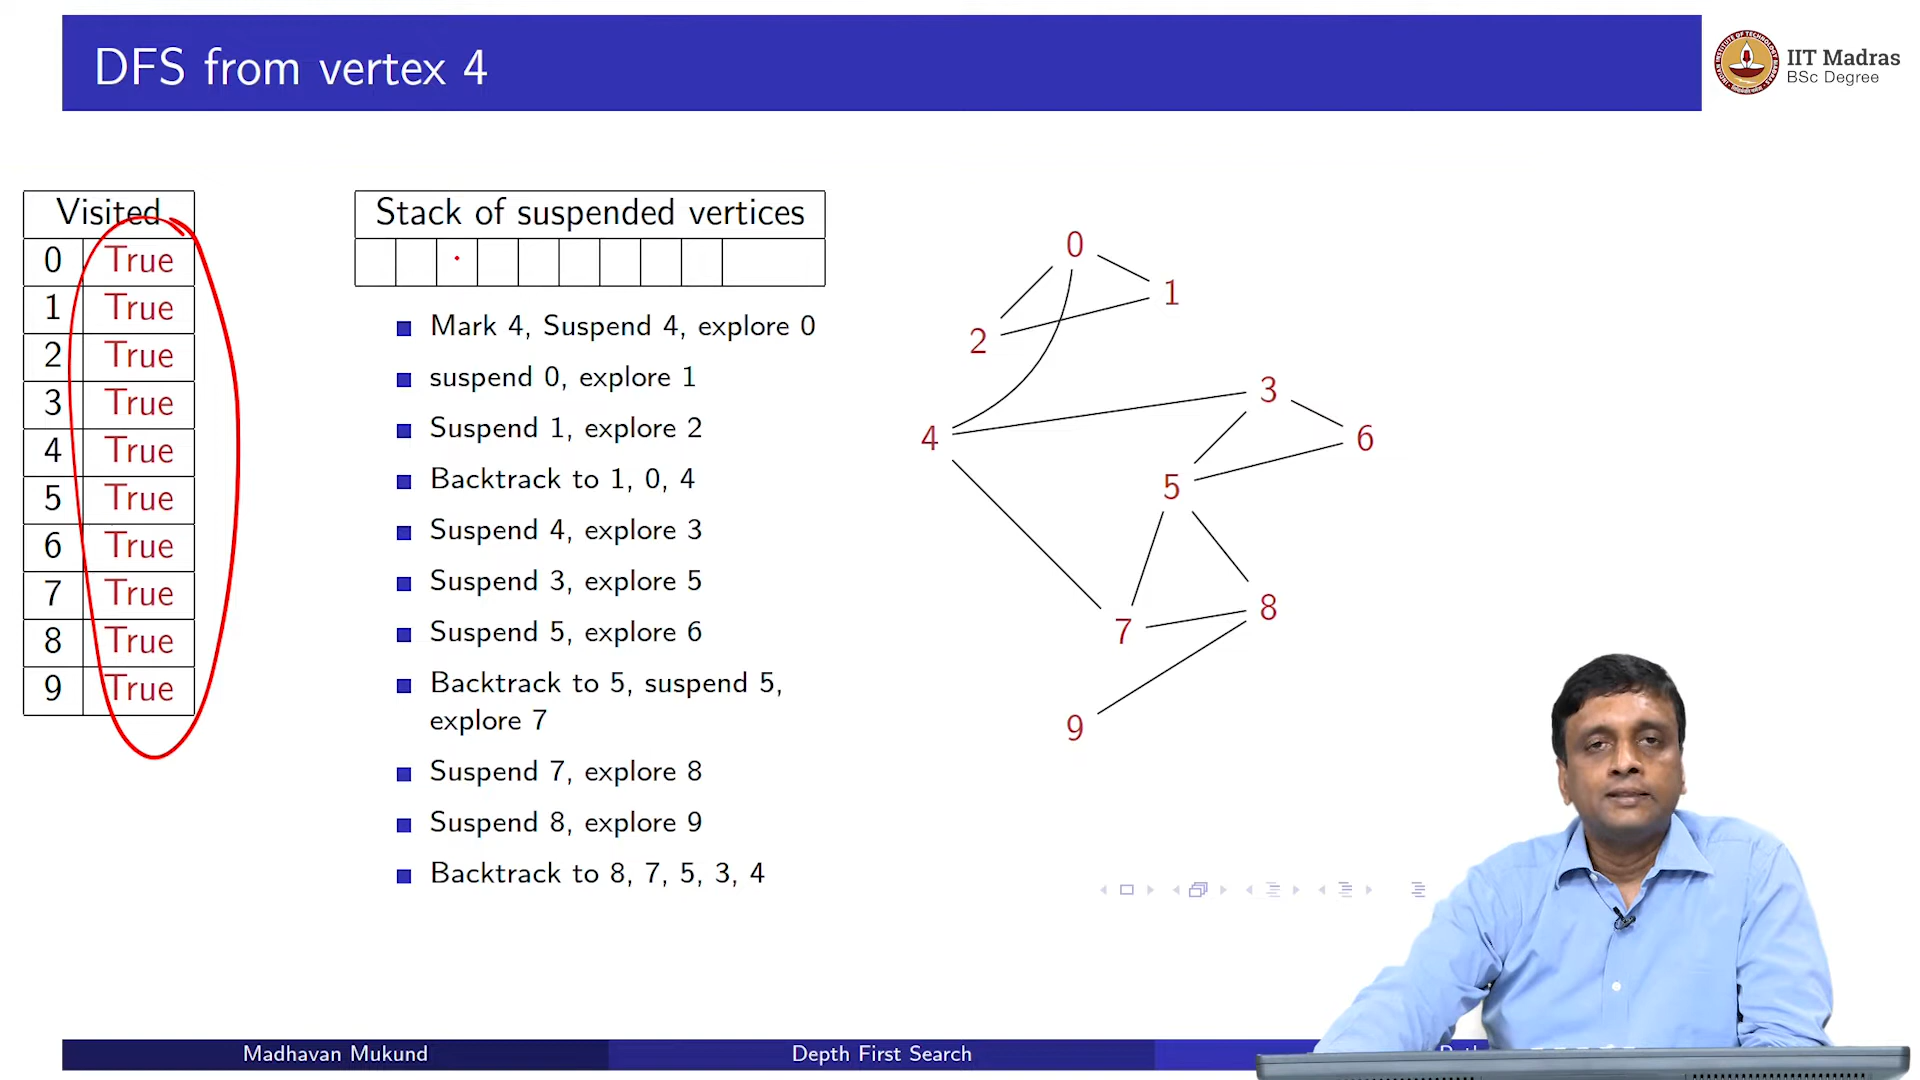 DFS from vertex 4
IIT Madras
BSc Degree
Visited
0 True
1 True
2 True
3 True
4 True
5 True
6 True
7 True
8 True
9 True
Stack of suspended vertices
Mark 4, Suspend 4, explore 0
suspend 0, explore 1
Suspend 1, explore 2
Backtrack to 1, 0, 4
Suspend 4, explore 3
Suspend 3, explore 5
Suspend 5, explore 6
Backtrack to 5, suspend 5,
explore 7
Suspend 7, explore 8
Suspend 8, explore 9
Backtrack to 8, 7, 5, 3, 4
0
1
2
3
4
6
5
8
7
9
Madhavan Mukund
Depth First Search